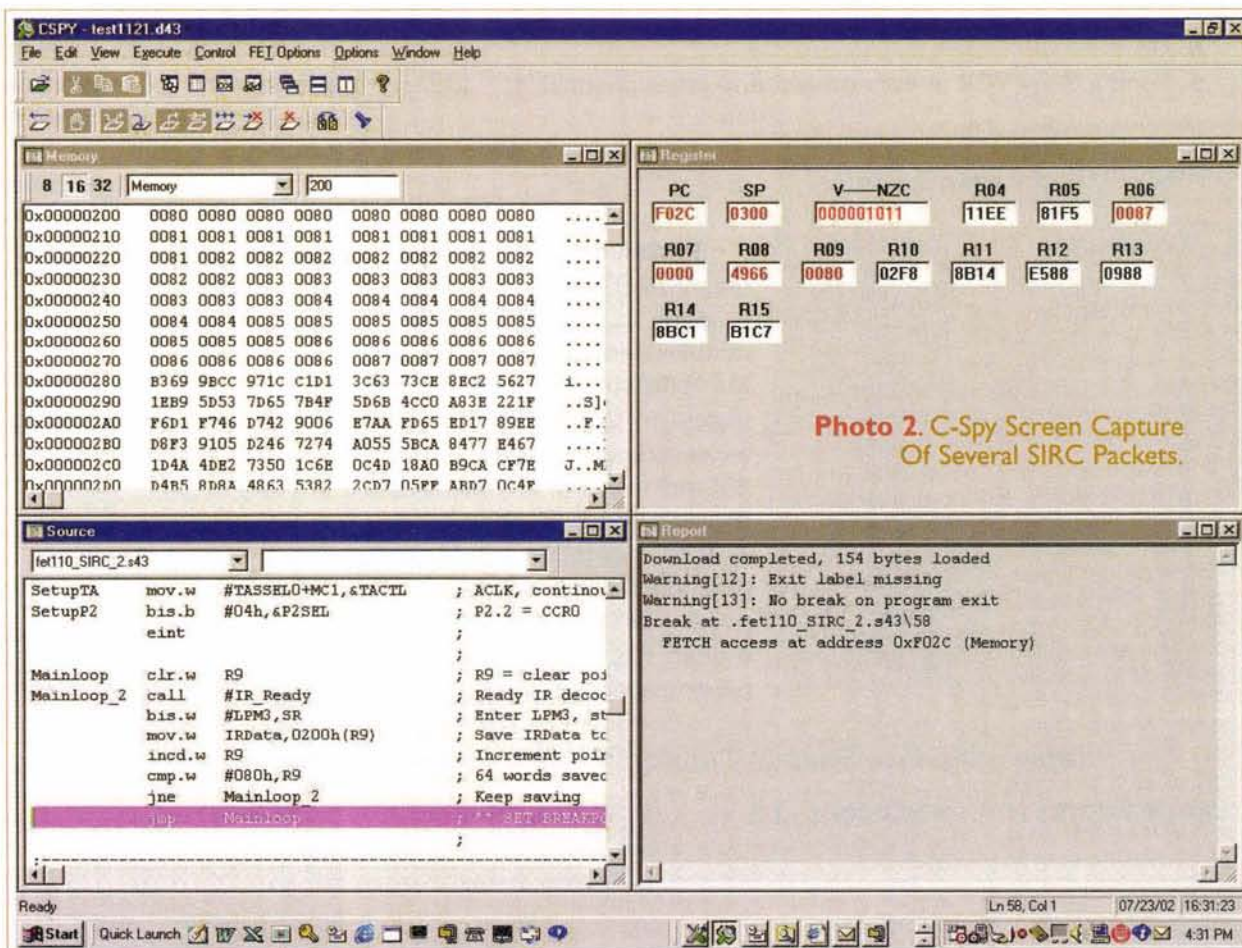 CSPY - test1121.d43
File Edit View Execute Control FET Options Options Window Help
Memory
8 16 32 Memory 200
0x00000200 0080 0080 0080 0080 0080 0080 0080 0080 ....
0x00000210 0081 0081 0081 0081 0081 0081 0081 0081 ....
0x00000220 0081 0082 0082 0082 0082 0082 0082 0082 ....
0x00000230 0082 0082 0083 0083 0083 0083 0083 0083 ....
0x00000240 0083 0083 0083 0084 0084 0084 0084 0084 ....
0x00000250 0084 0084 0085 0085 0085 0085 0085 0085 ....
0x00000260 0085 0085 0085 0086 0086 0086 0086 0086 ....
0x00000270 0086 0086 0086 0086 0087 0087 0087 0087 ....
0x00000280 B369 9BCC 971C C1D1 3C63 73CE 8EC2 5627 i...
0x00000290 1EB9 5D53 7D65 7B4F 5D6B 4CC0 A83E 221F ..S]
0x000002A0 F6D1 F746 D742 9006 E7AA FD65 ED17 89EE ..F.
0x000002B0 D8F3 9105 D246 7274 A055 5BCA 8477 E467
0x000002C0 1D4A 4DE2 7350 1C6E 0C4D 18A0 B9CA CF7E J..M
0x000002D0 D4B5 8D8A 4863 5382 2CD7 05FF ABD7 0C4F
Register
PC SP V——NZC R04 R05 R06
F02C 0300 000001011 11EE 81F5 0087
R07 R08 R09 R10 R11 R12 R13
0000 4966 0080 02F8 8B14 E588 0988
R14 R15
8BC1 B1C7
Photo 2. C-Spy Screen Capture
Of Several SIRC Packets.
Source
fet110_SIRC_2.s43
SetupTA mov.w #TASSEL0+MC1,&TACTL ; ACLK, continou
SetupP2 bis.b #04h,&P2SEL ; P2.2 = CCR0
eint ;
;
Mainloop clr.w R9 ; R9 = clear poi
Mainloop_2 call #IR_Ready ; Ready IR decod
bis.w #LPM3,SR ; Enter LPM3, st
mov.w IRData,0200h(R9) ; Save IRData to
incd.w R9 ; Increment poin
cmp.w #080h,R9 ; 64 words saved
jne Mainloop_2 ; Keep saving
jmp Mainloop ; ** SET BREAKPO
;
;---------------------------------------------
Report
Download completed, 154 bytes loaded
Warning[12]: Exit label missing
Warning[13]: No break on program exit
Break at .fet110_SIRC_2.s43\58
FETCH access at address 0xF02C (Memory)
Ready Ln 58, Col 1 07/23/02 16:31:23
Start Quick Launch 4:31 PM